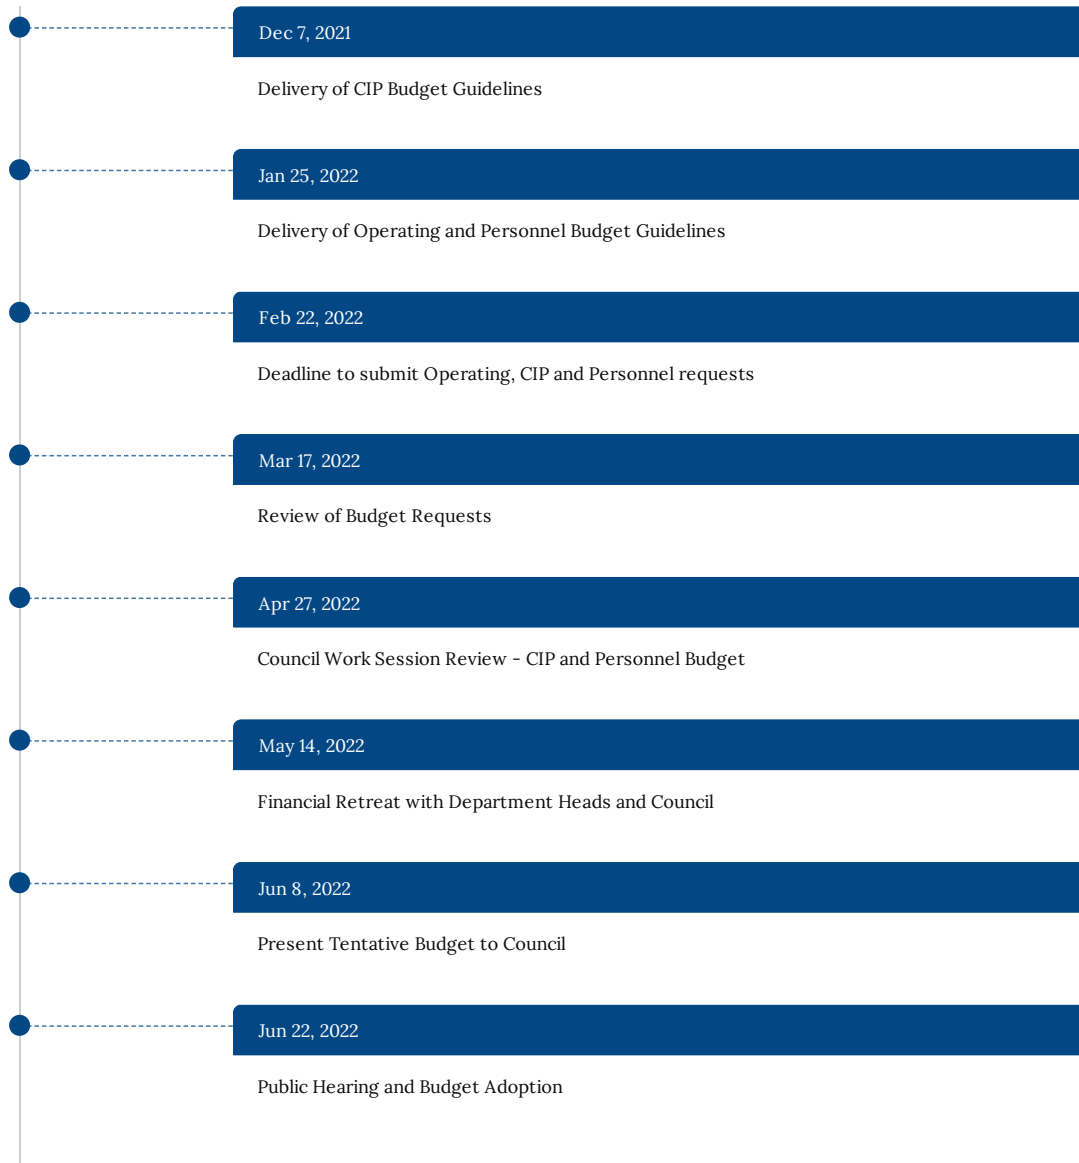 Dec 7, 2021
Delivery of CIP Budget Guidelines
Jan 25, 2022
Delivery of Operating and Personnel Budget Guidelines
Feb 22, 2022
Deadline to submit Operating, CIP and Personnel requests
Mar 17, 2022
Review of Budget Requests
Apr 27, 2022
Council Work Session Review - CIP and Personnel Budget
May 14, 2022
Financial Retreat with Department Heads and Council
Jun 8, 2022
Present Tentative Budget to Council
Jun 22, 2022
Public Hearing and Budget Adoption